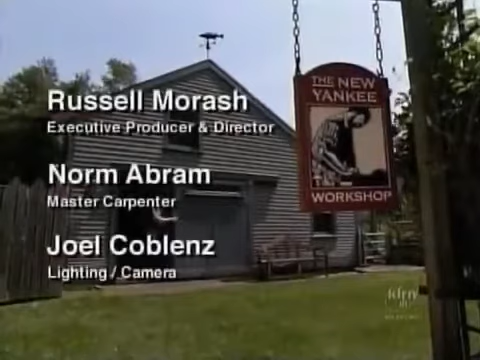 Russell Morash
Executive Producer & Director
Norm Abram
Master Carpenter
Joel Coblenz
Lighting / Camera
THE NEW
YANKEE
WORKSHOP